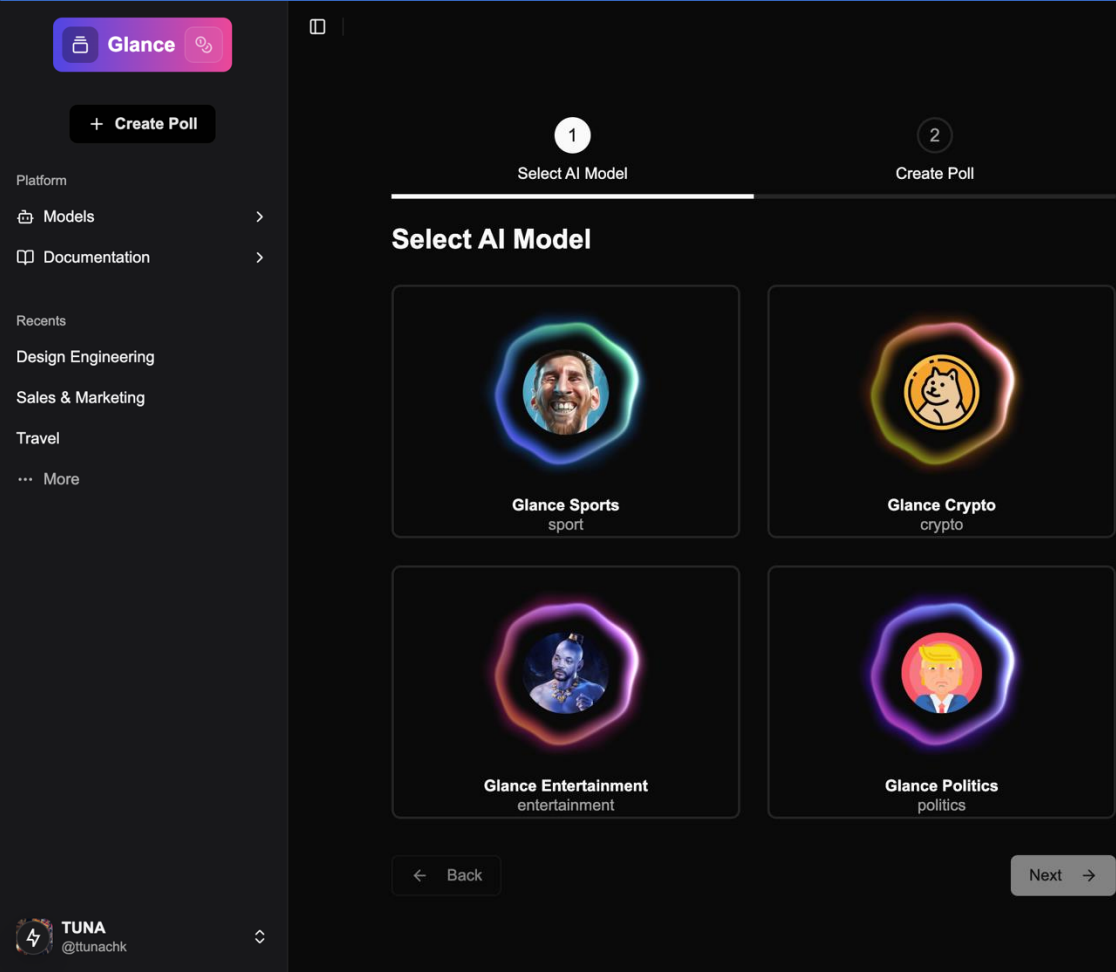 Glance
Create Poll
Platform
Models
Documentation
Recents
Design Engineering
Sales & Marketing
Travel
More
TUNA
@ttunachk
1
Select AI Model
2
Create Poll
Select AI Model
Glance Sports
sport
Glance Crypto
crypto
Glance Entertainment
entertainment
Glance Politics
politics
Back
Next